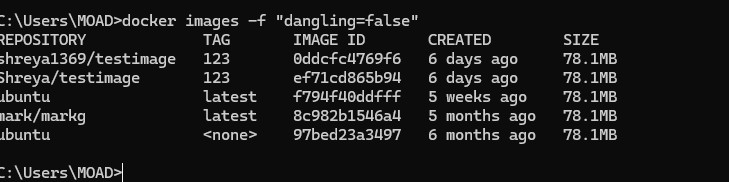 C:\Users\MOAD>docker images -f "dangling=false"
REPOSITORY TAG IMAGE ID CREATED SIZE
shreya1369/testimage 123 0ddcfc4769f6 6 days ago 78.1MB
Shreya/testimage 123 ef71cd865b94 6 days ago 78.1MB
ubuntu latest f794f40ddfff 5 weeks ago 78.1MB
mark/markg latest 8c982b1546a4 5 months ago 78.1MB
ubuntu <none> 97bed23a3497 6 months ago 78.1MB
C:\Users\MOAD>